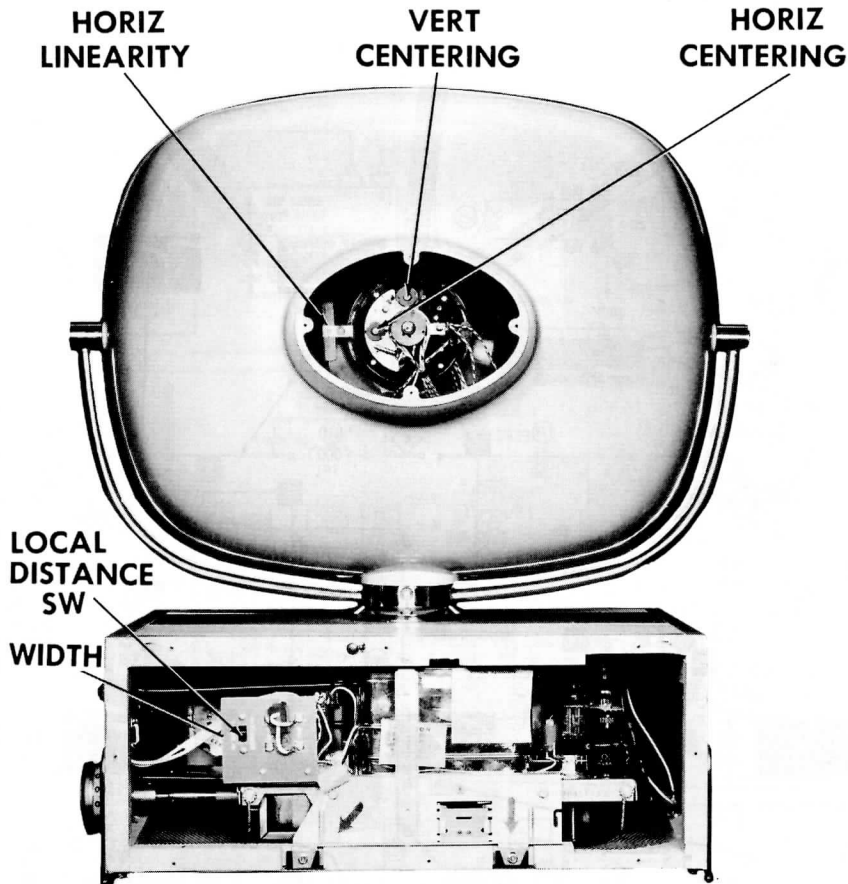 HORIZ
LINEARITY
VERT
CENTERING
HORIZ
CENTERING
LOCAL
DISTANCE
SW
WIDTH